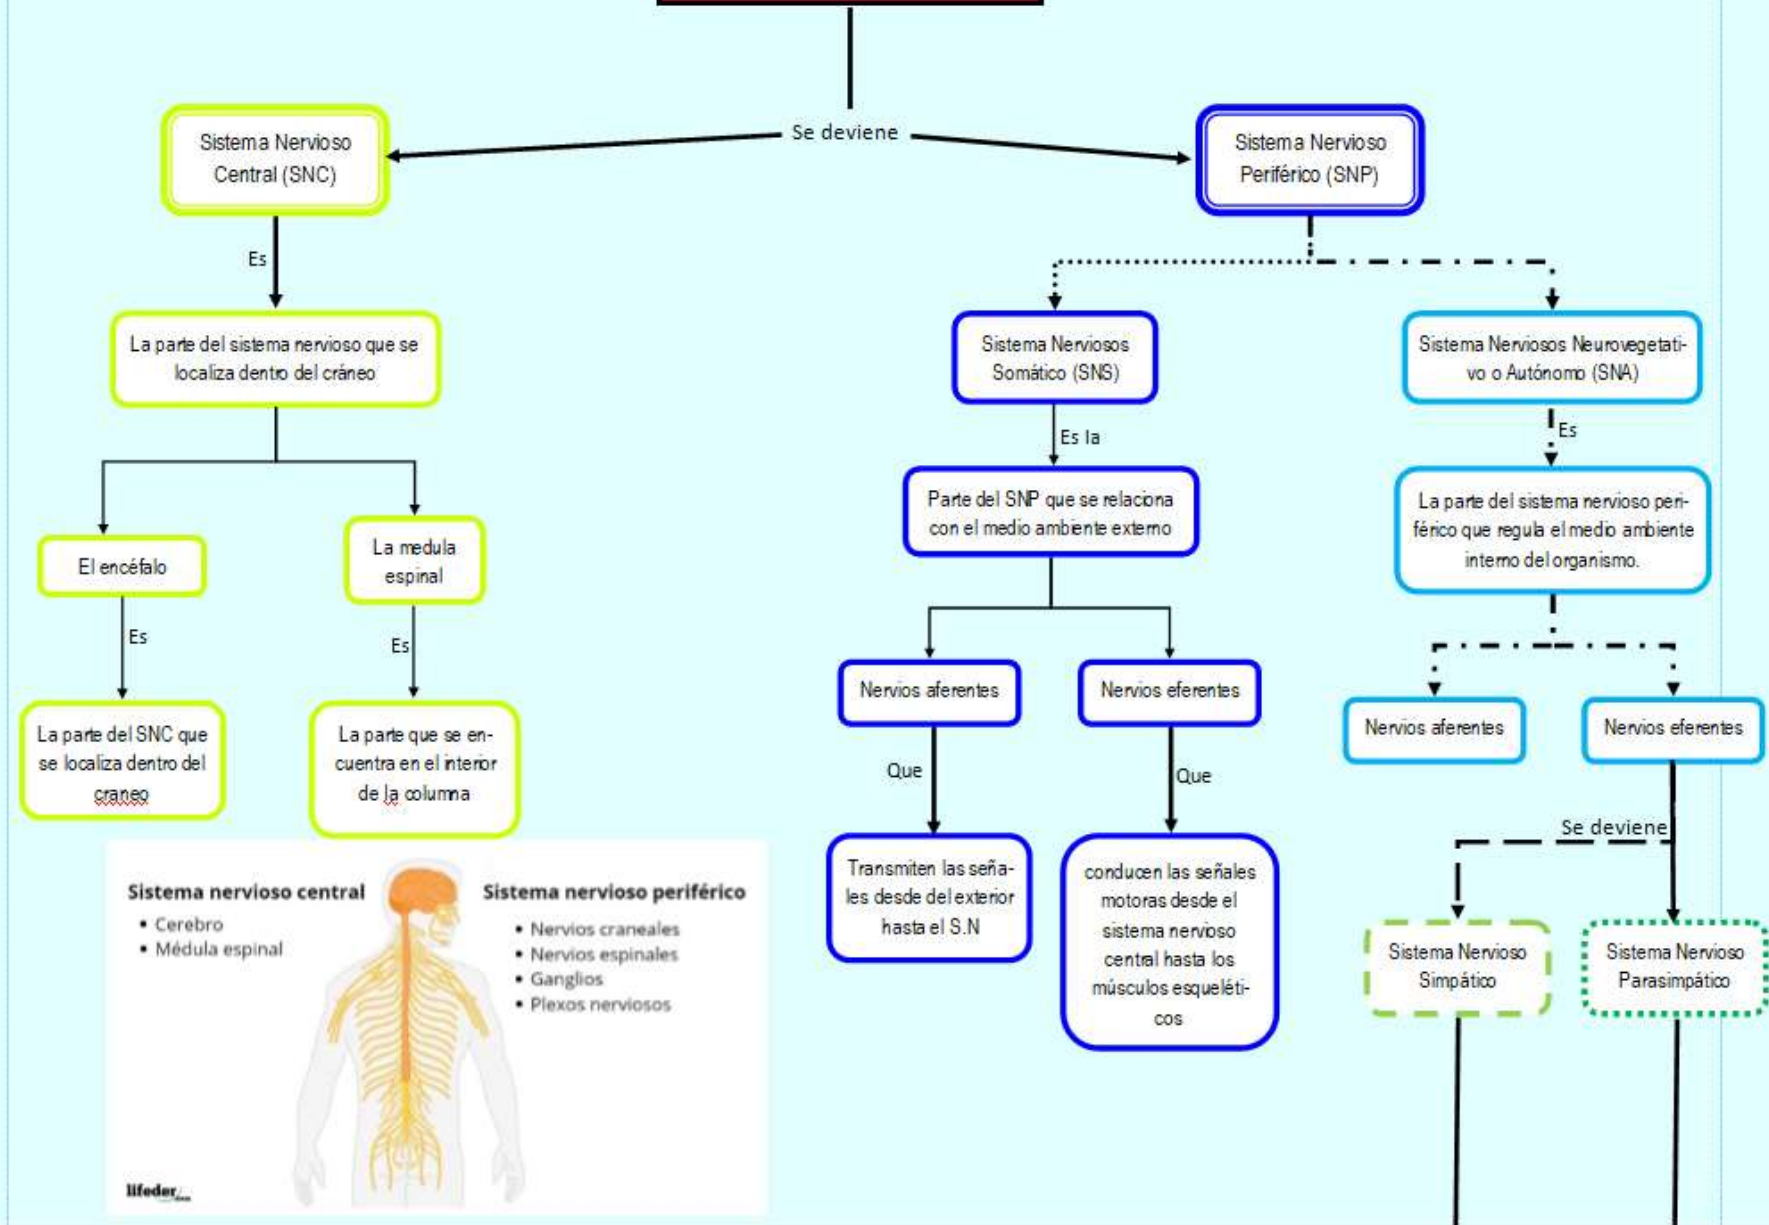 Se deviene
Sistema Nervioso
Central (SNC)
Es
La parte del sistema nervioso que se
localiza dentro del cráneo
El encéfalo
Es
La parte del SNC que
se localiza dentro del
craneo
La medula
espinal
Es
La parte que se en-
cuentra en el interior
de la columna
Sistema Nervioso
Periférico (SNP)
Sistema Nerviosos
Somático (SNS)
Es la
Parte del SNP que se relaciona
con el medio ambiente externo
Nervios aferentes
Que
Transmiten las seña-
les desde del exterior
hasta el S.N
Nervios eferentes
Que
conducen las señales
motoras desde el
sistema nervioso
central hasta los
músculos esqueléti-
cos
Sistema Nerviosos Neurovegetati-
vo o Autónomo (SNA)
Es
La parte del sistema nervioso peri-
férico que regula el medio ambiente
interno del organismo.
Nervios aferentes
Nervios eferentes
Se deviene
Sistema Nervioso
Simpático
Sistema Nervioso
Parasimpático
Sistema nervioso central
• Cerebro
• Médula espinal
Sistema nervioso periférico
• Nervios craneales
• Nervios espinales
• Ganglios
• Plexos nerviosos
lifeder